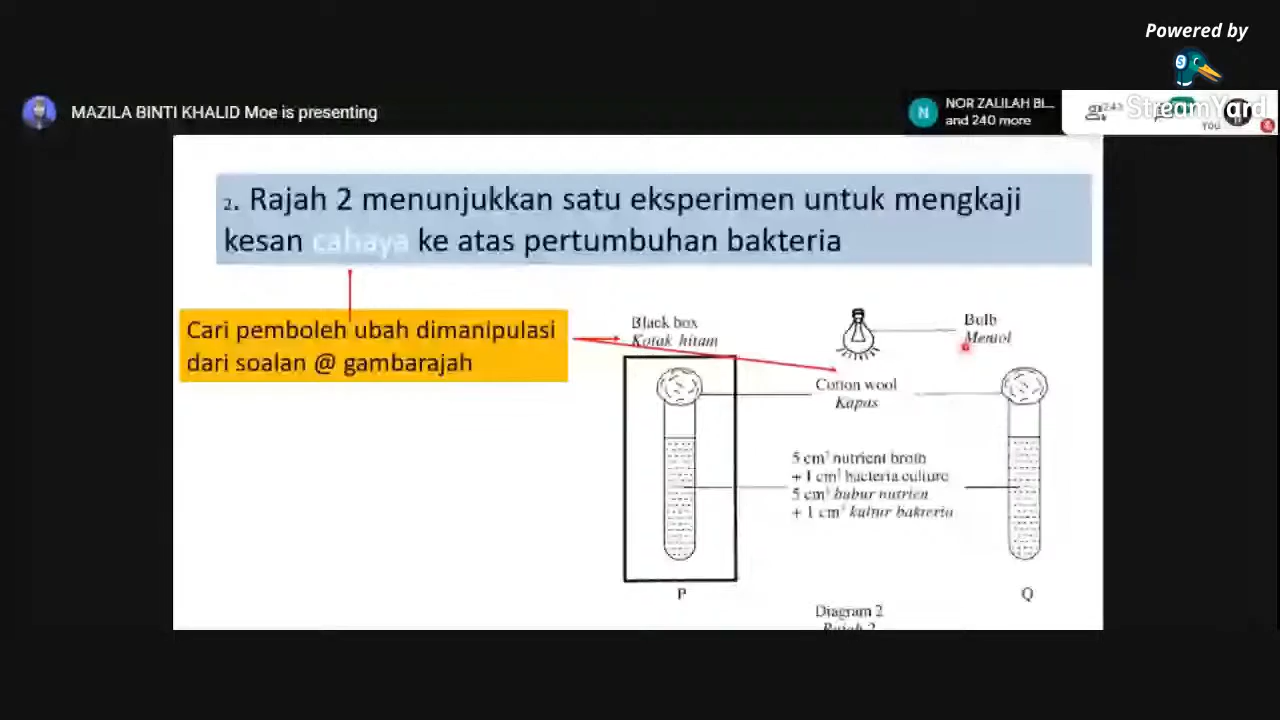 Powered by
StreamYard
MAZILA BINTI KHALID Moe is presenting
N
NOR ZALILAH BI...
and 240 more
243
You
2. Rajah 2 menunjukkan satu eksperimen untuk mengkaji
kesan cahaya ke atas pertumbuhan bakteria
Cari pemboleh ubah dimanipulasi
dari soalan @ gambarajah
Black box
Kotak hitam
Bulb
Mentol
Cotton wool
Kapas
5 cm³ nutrient broth
+ 1 cm³ bacteria culture
5 cm³ bubur nutrien
+ 1 cm³ kultur bakteria
P
Q
Diagram 2
Rajah 2